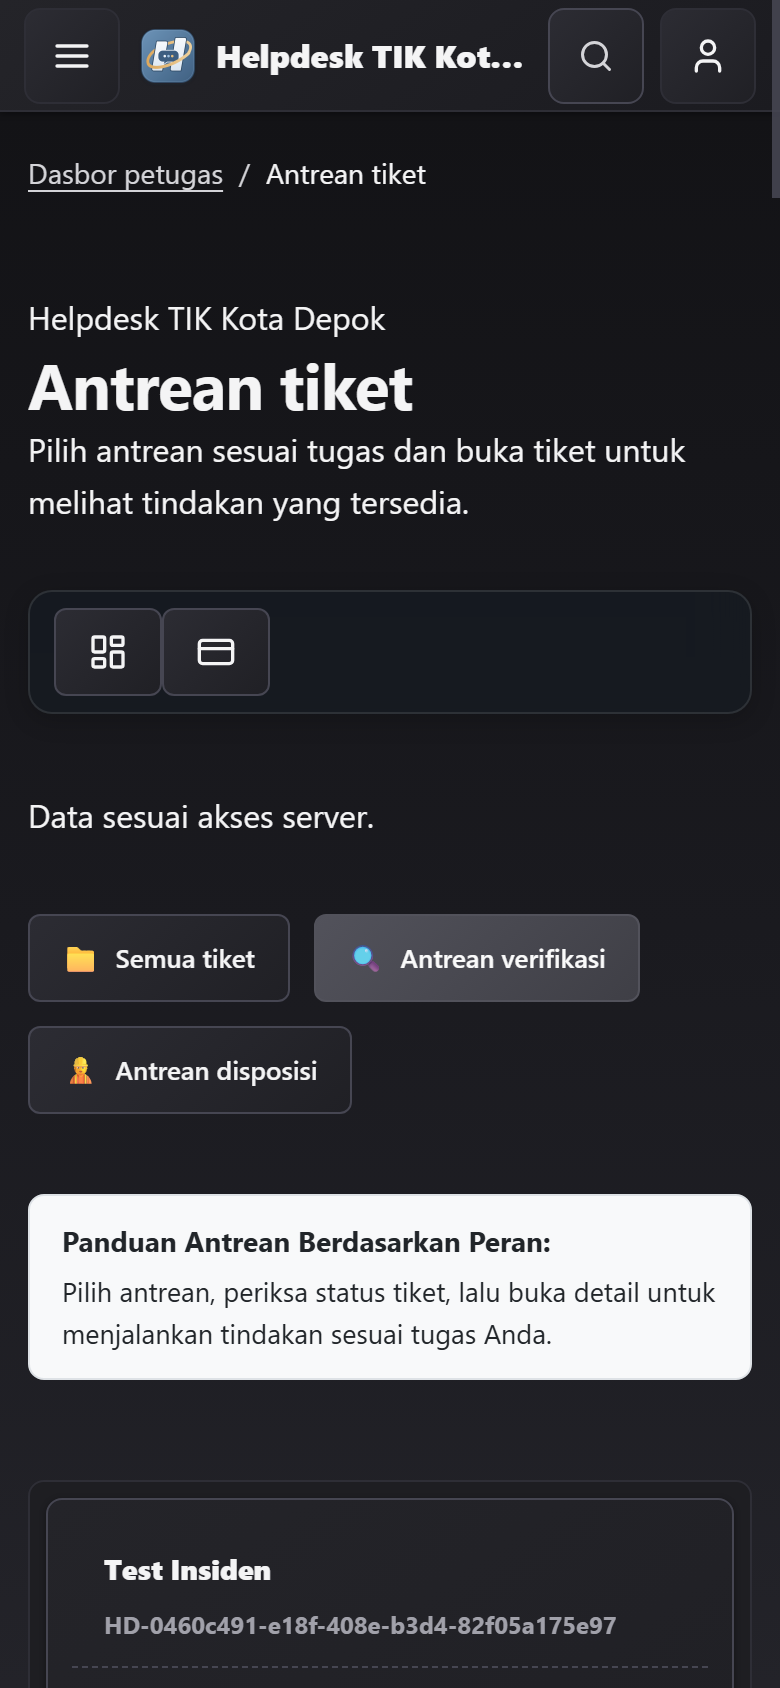 Helpdesk TIK Kot...
Dasbor petugas / Antrean tiket
Helpdesk TIK Kota Depok
Antrean tiket
Pilih antrean sesuai tugas dan buka tiket untuk
melihat tindakan yang tersedia.
Data sesuai akses server.
Semua tiket
Antrean verifikasi
Antrean disposisi
Panduan Antrean Berdasarkan Peran:
Pilih antrean, periksa status tiket, lalu buka detail untuk
menjalankan tindakan sesuai tugas Anda.
Test Insiden
HD-0460c491-e18f-408e-b3d4-82f05a175e97